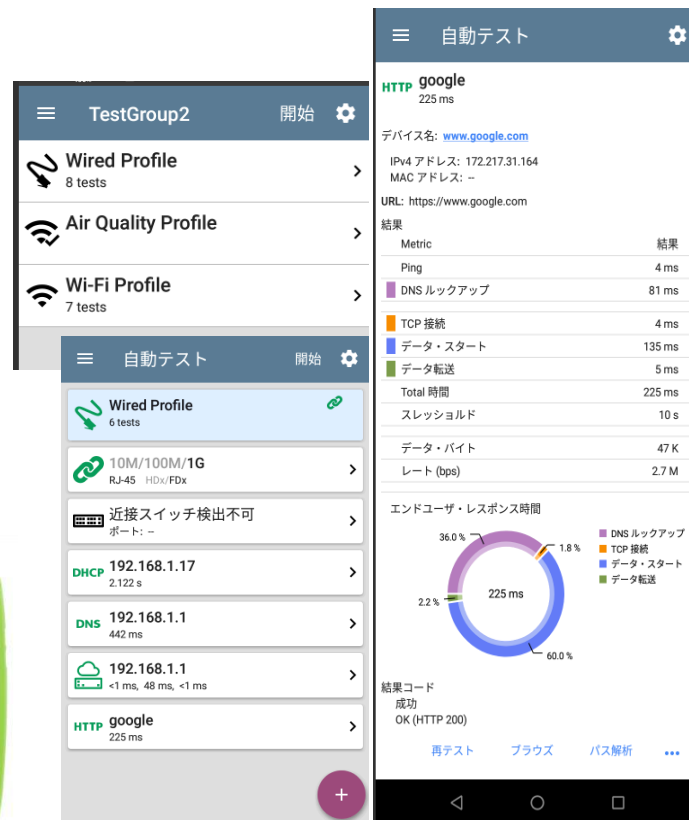 TestGroup2
開始
Wired Profile
8 tests
Air Quality Profile
Wi-Fi Profile
7 tests
自動テスト
開始
Wired Profile
6 tests
10M/100M/1G
RJ-45 HDx/FDx
近接スイッチ検出不可
ポート: --
DHCP 192.168.1.17
2.122 s
DNS 192.168.1.1
442 ms
192.168.1.1
<1 ms, 48 ms, <1 ms
HTTP google
225 ms
+
自動テスト
HTTP google
225 ms
デバイス名: www.google.com
IPv4 アドレス: 172.217.31.164
MAC アドレス: --
URL: https://www.google.com
結果
Metric 結果
Ping 4 ms
DNS ルックアップ 81 ms
TCP 接続 4 ms
データ・スタート 135 ms
データ転送 5 ms
Total 時間 225 ms
スレッショルド 10 s
データ・バイト 47 K
レート (bps) 2.7 M
エンドユーザ・レスポンス時間
36.0 %
1.8 %
225 ms
2.2 %
60.0 %
DNS ルックアップ
TCP 接続
データ・スタート
データ転送
結果コード
成功
OK (HTTP 200)
再テスト ブラウズ パス解析